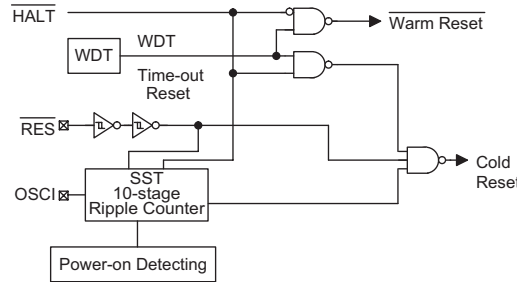 HALT
Warm Reset
WDT
WDT
Time-out
Reset
RES
Cold
Reset
SST
10-stage
Ripple Counter
OSCI
Power-on Detecting